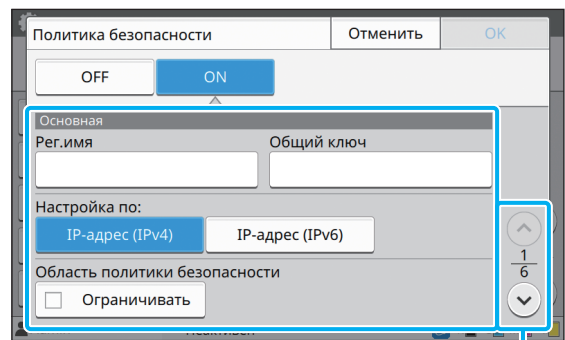 Политика безопасности Отменить OK
OFF ON
Основная
Рег.имя Общий ключ
Настройка по:
IP-адрес (IPv4) IP-адрес (IPv6)
1
6
Область политики безопасности
Ограничивать